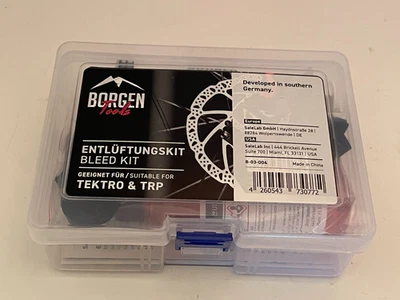 BORGEN
Tools
ENTLÜFTUNGSKIT
BLEED KIT
GEEIGNET FÜR / SUITABLE FOR
TEKTRO & TRP
Developed in southern
Germany.
Europe
SaleLab GmbH | Haydnstraße 28 |
88284 Wolpertswende | DE
USA
SaleLab Inc | 444 Brickell Avenue
Suite 700 | Miami, FL 33131 | USA
B-03-004
Made in China
4 260543 730772